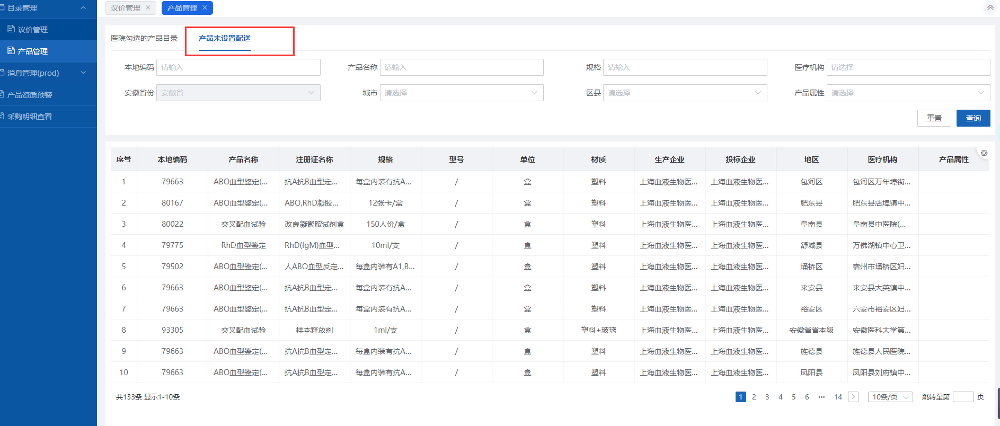 目录管理
议价管理
产品管理
消息管理(prod)
产品资质预警
采购明细查看
议价管理 × 产品管理 ×
医院勾选的产品目录 产品未设置配送
本地编码 请输入 产品名称 请输入 规格 请输入 医疗机构 请选择
安徽省份 安徽省 城市 请选择 区县 请选择 产品属性 请选择
重置 查询
序号 本地编码 产品名称 注册证名称 规格 型号 单位 材质 生产企业 投标企业 地区 医疗机构 产品属性
1 79663 ABO血型鉴定(... 抗A抗B血型定... 每盒内装有抗A... / 盒 塑料 上海血液生物医... 上海血液生物医... 包河区 包河区万年埠街...
2 80167 ABO血型鉴定(... ABO,RhD凝胶... 12张卡/盒 / 盒 塑料 上海血液生物医... 上海血液生物医... 肥东县 肥东县店埠镇中...
3 80022 交叉配血试验 改良凝聚胺试剂盒 150人份/盒 / 盒 塑料 上海血液生物医... 上海血液生物医... 阜南县 阜南县中医院(...
4 79775 RhD血型鉴定 RhD(IgM)血型... 10ml/支 / 盒 塑料 上海血液生物医... 上海血液生物医... 舒城县 万佛湖镇中心卫...
5 79502 ABO血型鉴定(... 人ABO血型反定... 每盒内装有A1,B... / 盒 塑料 上海血液生物医... 上海血液生物医... 埇桥区 宿州市埇桥区妇...
6 79663 ABO血型鉴定(... 抗A抗B血型定... 每盒内装有抗A... / 盒 塑料 上海血液生物医... 上海血液生物医... 来安县 来安县大英镇中...
7 79663 ABO血型鉴定(... 抗A抗B血型定... 每盒内装有抗A... / 盒 塑料 上海血液生物医... 上海血液生物医... 裕安区 六安市裕安区妇...
8 93305 交叉配血试验 样本释放剂 1ml/支 / 盒 塑料+玻璃 上海血液生物医... 上海血液生物医... 安徽省省本级 安徽医科大学第...
9 79663 ABO血型鉴定(... 抗A抗B血型定... 每盒内装有抗A... / 盒 塑料 上海血液生物医... 上海血液生物医... 旌德县 旌德县人民医院...
10 79663 ABO血型鉴定(... 抗A抗B血型定... 每盒内装有抗A... / 盒 塑料 上海血液生物医... 上海血液生物医... 凤阳县 凤阳县刘府镇中...
共133条 显示1-10条 1 2 3 4 5 6 ••• 14 > 10条/页 跳转至第 页